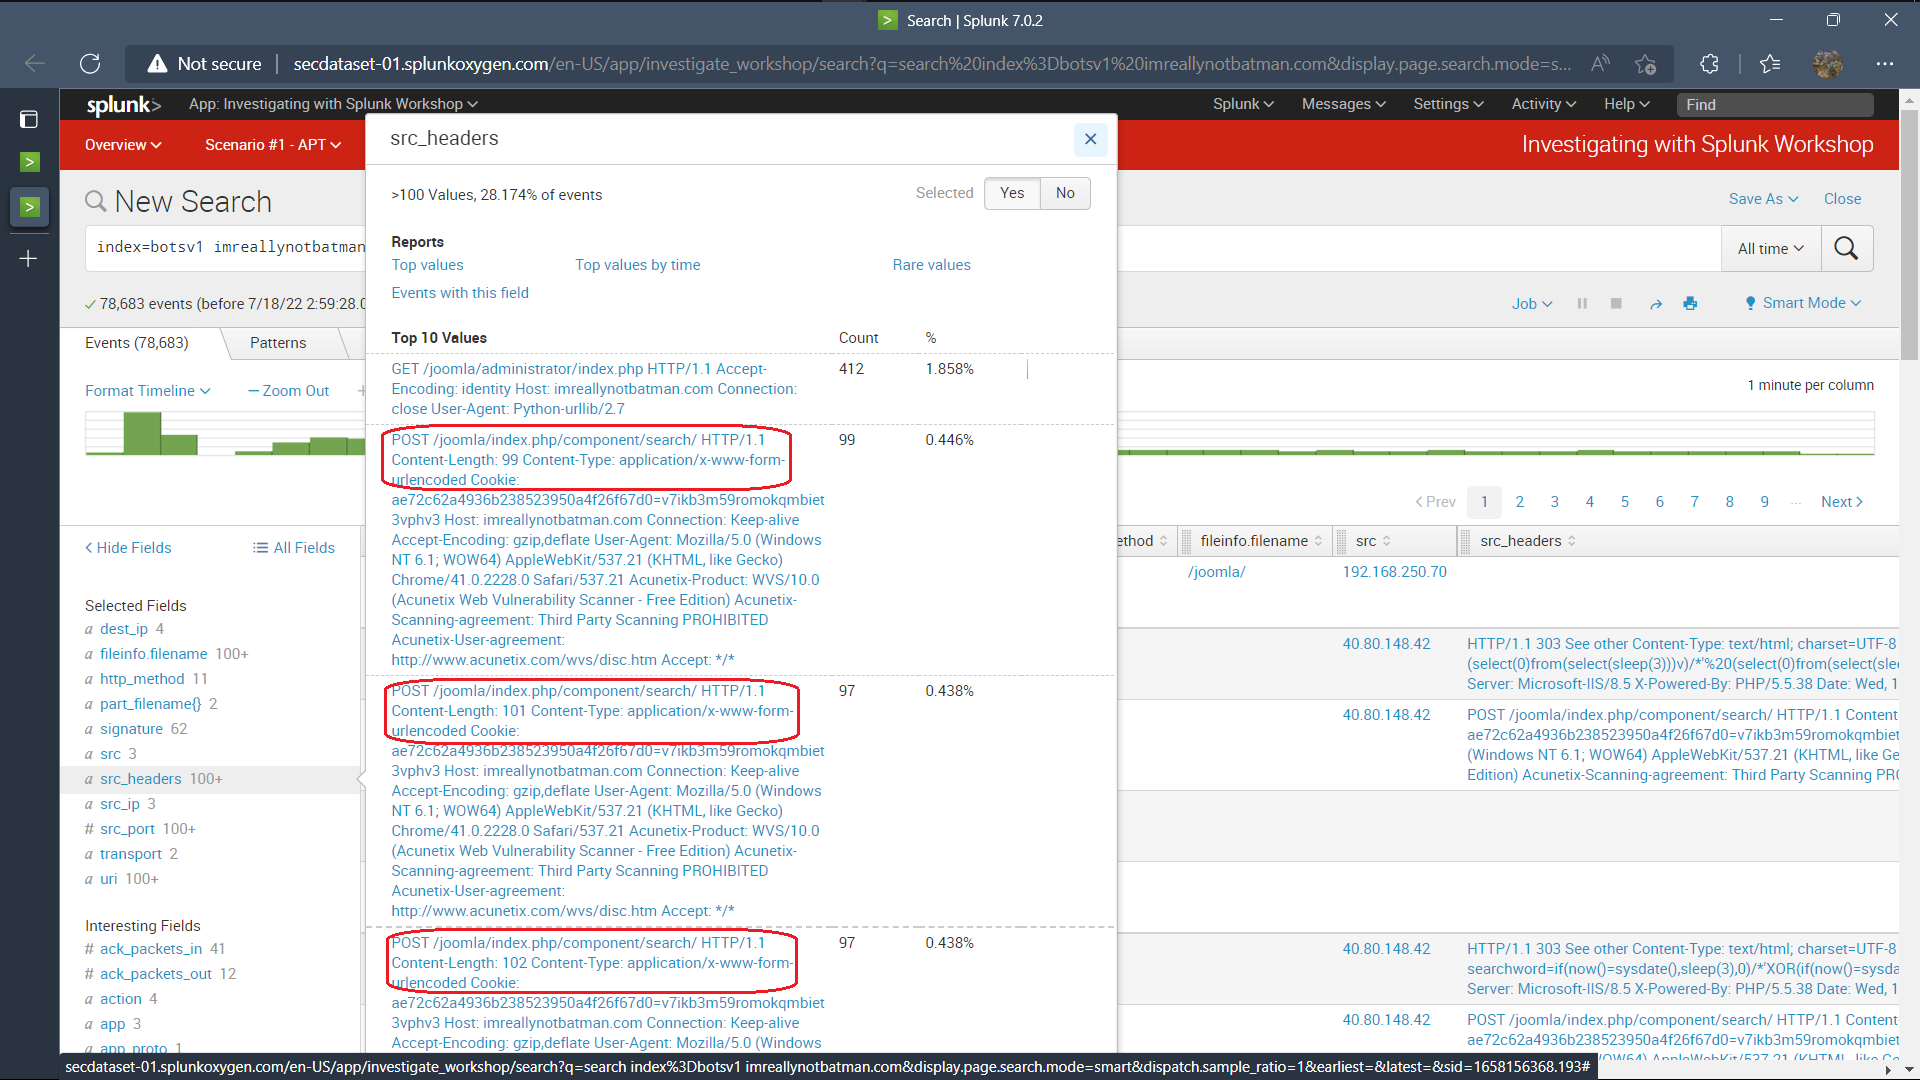 Search | Splunk 7.0.2
Not secure
secdataset-01.splunkoxygen.com/en-US/app/investigate_workshop/search?q=search%20index%3Dbotsv1%20imreallynotbatman.com&display.page.search.mode=s...
splunk>
App: Investigating with Splunk Workshop
Splunk
Messages
Settings
Activity
Help
Find
Overview
Scenario #1 - APT
Investigating with Splunk Workshop
New Search
Save As
Close
index=botsv1 imreallynotbatman
All time
78,683 events (before 7/18/22 2:59:28.0
Job
Smart Mode
Events (78,683)
Patterns
Format Timeline
Zoom Out
1 minute per column
Prev
1
2
3
4
5
6
7
8
9
...
Next
Hide Fields
All Fields
Selected Fields
a dest_ip 4
a fileinfo.filename 100+
a http_method 11
a part_filename{} 2
a signature 62
a src 3
a src_headers 100+
a src_ip 3
# src_port 100+
a transport 2
a uri 100+
Interesting Fields
# ack_packets_in 41
# ack_packets_out 12
a action 4
a app 3
a app_proto 1
src_headers
>100 Values, 28.174% of events
Selected
Yes
No
Reports
Top values
Top values by time
Rare values
Events with this field
Top 10 Values
Count
%
GET /joomla/administrator/index.php HTTP/1.1 Accept-
Encoding: identity Host: imreallynotbatman.com Connection:
close User-Agent: Python-urllib/2.7
412
1.858%
POST /joomla/index.php/component/search/ HTTP/1.1
Content-Length: 99 Content-Type: application/x-www-form-
urlencoded Cookie:
ae72c62a4936b238523950a4f26f67d0=v7ikb3m59romokqmbiet
3vphv3 Host: imreallynotbatman.com Connection: Keep-alive
Accept-Encoding: gzip,deflate User-Agent: Mozilla/5.0 (Windows
NT 6.1; WOW64) AppleWebKit/537.21 (KHTML, like Gecko)
Chrome/41.0.2228.0 Safari/537.21 Acunetix-Product: WVS/10.0
(Acunetix Web Vulnerability Scanner - Free Edition) Acunetix-
Scanning-agreement: Third Party Scanning PROHIBITED
Acunetix-User-agreement:
http://www.acunetix.com/wvs/disc.htm Accept: */*
99
0.446%
POST /joomla/index.php/component/search/ HTTP/1.1
Content-Length: 101 Content-Type: application/x-www-form-
urlencoded Cookie:
ae72c62a4936b238523950a4f26f67d0=v7ikb3m59romokqmbiet
3vphv3 Host: imreallynotbatman.com Connection: Keep-alive
Accept-Encoding: gzip,deflate User-Agent: Mozilla/5.0 (Windows
NT 6.1; WOW64) AppleWebKit/537.21 (KHTML, like Gecko)
Chrome/41.0.2228.0 Safari/537.21 Acunetix-Product: WVS/10.0
(Acunetix Web Vulnerability Scanner - Free Edition) Acunetix-
Scanning-agreement: Third Party Scanning PROHIBITED
Acunetix-User-agreement:
http://www.acunetix.com/wvs/disc.htm Accept: */*
97
0.438%
POST /joomla/index.php/component/search/ HTTP/1.1
Content-Length: 102 Content-Type: application/x-www-form-
urlencoded Cookie:
ae72c62a4936b238523950a4f26f67d0=v7ikb3m59romokqmbiet
3vphv3 Host: imreallynotbatman.com Connection: Keep-alive
Accept-Encoding: gzip,deflate User-Agent: Mozilla/5.0 (Windows
97
0.438%
ethod
fileinfo.filename
src
src_headers
/joomla/
192.168.250.70
40.80.148.42
HTTP/1.1 303 See other Content-Type: text/html; charset=UTF-8
(select(0)from(select(sleep(3)))v)/*'%20(select(0)from(select(sle
Server: Microsoft-IIS/8.5 X-Powered-By: PHP/5.5.38 Date: Wed, 1
40.80.148.42
POST /joomla/index.php/component/search/ HTTP/1.1 Content
ae72c62a4936b238523950a4f26f67d0=v7ikb3m59romokqmbiet
(Windows NT 6.1; WOW64) AppleWebKit/537.21 (KHTML, like Ge
Edition) Acunetix-Scanning-agreement: Third Party Scanning PR
40.80.148.42
HTTP/1.1 303 See other Content-Type: text/html; charset=UTF-8
searchword=if(now()=sysdate(),sleep(3),0)/*'XOR(if(now()=sysda
Server: Microsoft-IIS/8.5 X-Powered-By: PHP/5.5.38 Date: Wed, 1
40.80.148.42
POST /joomla/index.php/component/search/ HTTP/1.1 Content
ae72c62a4936b238523950a4f26f67d0=v7ikb3m59romokqmbiet
WOW64) AppleWebKit/537.21 (KHTML, like Ge
secdataset-01.splunkoxygen.com/en-US/app/investigate_workshop/search?q=search index%3Dbotsv1 imreallynotbatman.com&display.page.search.mode=smart&dispatch.sample_ratio=1&earliest=&latest=&sid=1658156368.193#